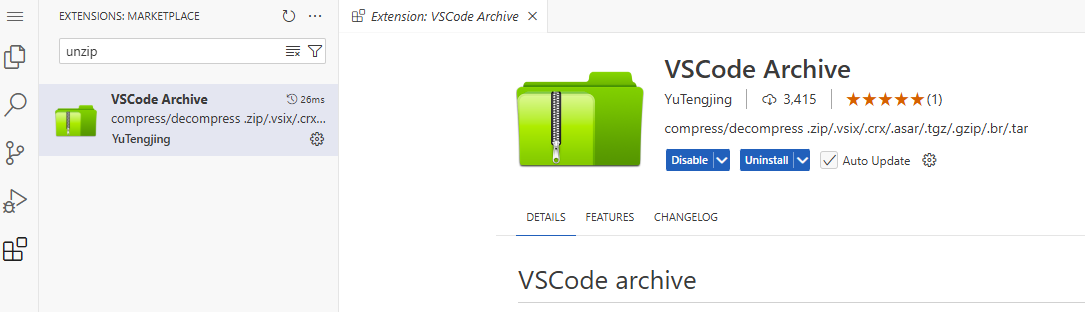 EXTENSIONS: MARKETPLACE
unzip
VSCode Archive
26ms
compress/decompress .zip/.vsix/.crx...
YuTengjing
Extension: VSCode Archive
VSCode Archive
YuTengjing 3,415 (1)
compress/decompress .zip/.vsix/.crx/.asar/.tgz/.gzip/.br/.tar
Disable Uninstall Auto Update
DETAILS FEATURES CHANGELOG
VSCode archive